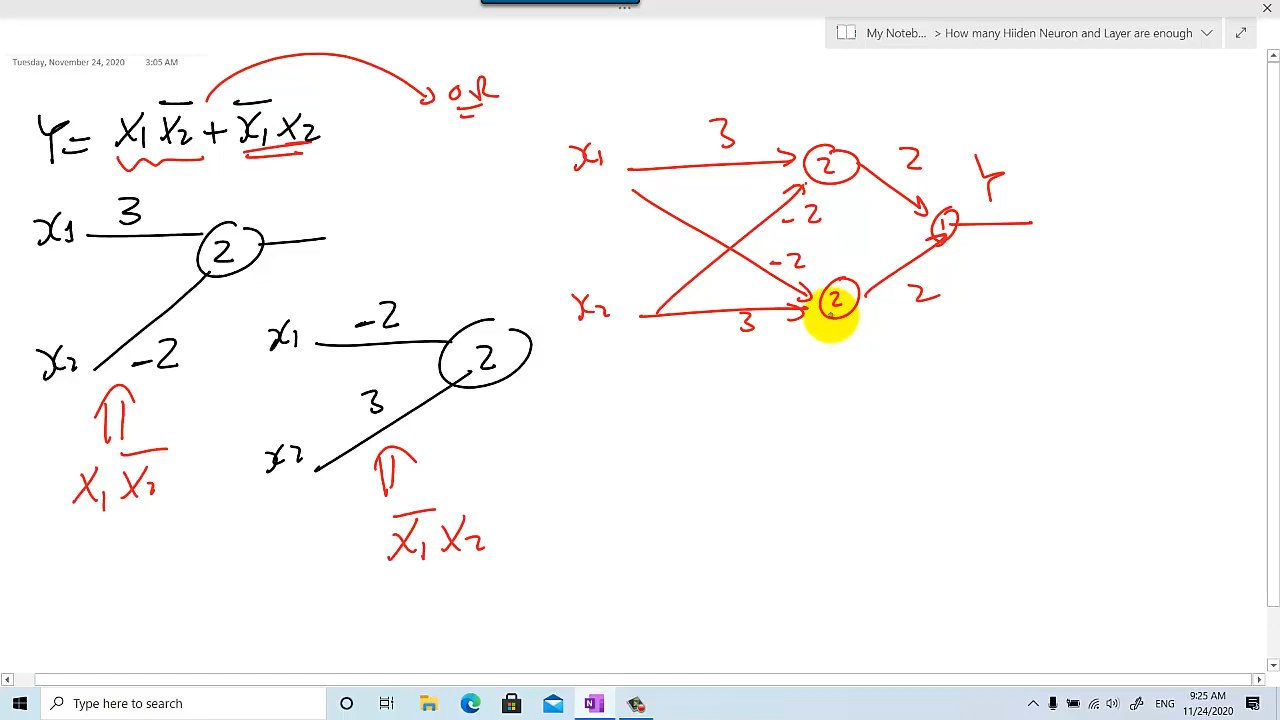 My Noteb... > How many Hiiden Neuron and Layer are enough
Tuesday, November 24, 2020 3:05 AM
OR
Y = X1 X̅2 + X̅1 X2
x1 3 2
x2 -2
X1 X̅2
x1 -2 2
x2 3
X̅1 X2
x1 3 2 2 Y
-2 1
-2
x2 3 2 2
Type here to search
ENG
9:25 AM
11/24/2020